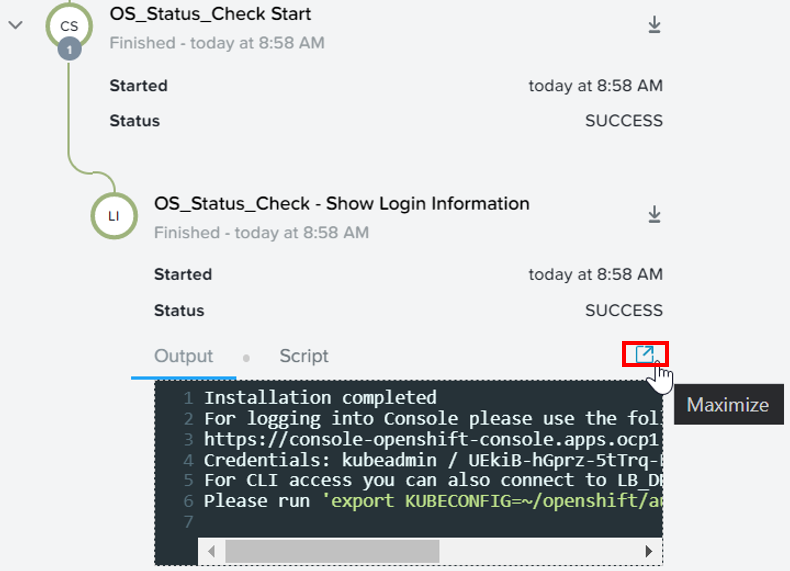 CS
1
OS_Status_Check Start
Finished - today at 8:58 AM
Started today at 8:58 AM
Status SUCCESS
LI
OS_Status_Check - Show Login Information
Finished - today at 8:58 AM
Started today at 8:58 AM
Status SUCCESS
Output Script
Maximize
1 Installation completed
2 For logging into Console please use the fol
3 https://console-openshift-console.apps.ocp1
4 Credentials: kubeadmin / UEkiB-hGprz-5tTrq-
5 For CLI access you can also connect to LB_D
6 Please run 'export KUBECONFIG=~/openshift/a
7